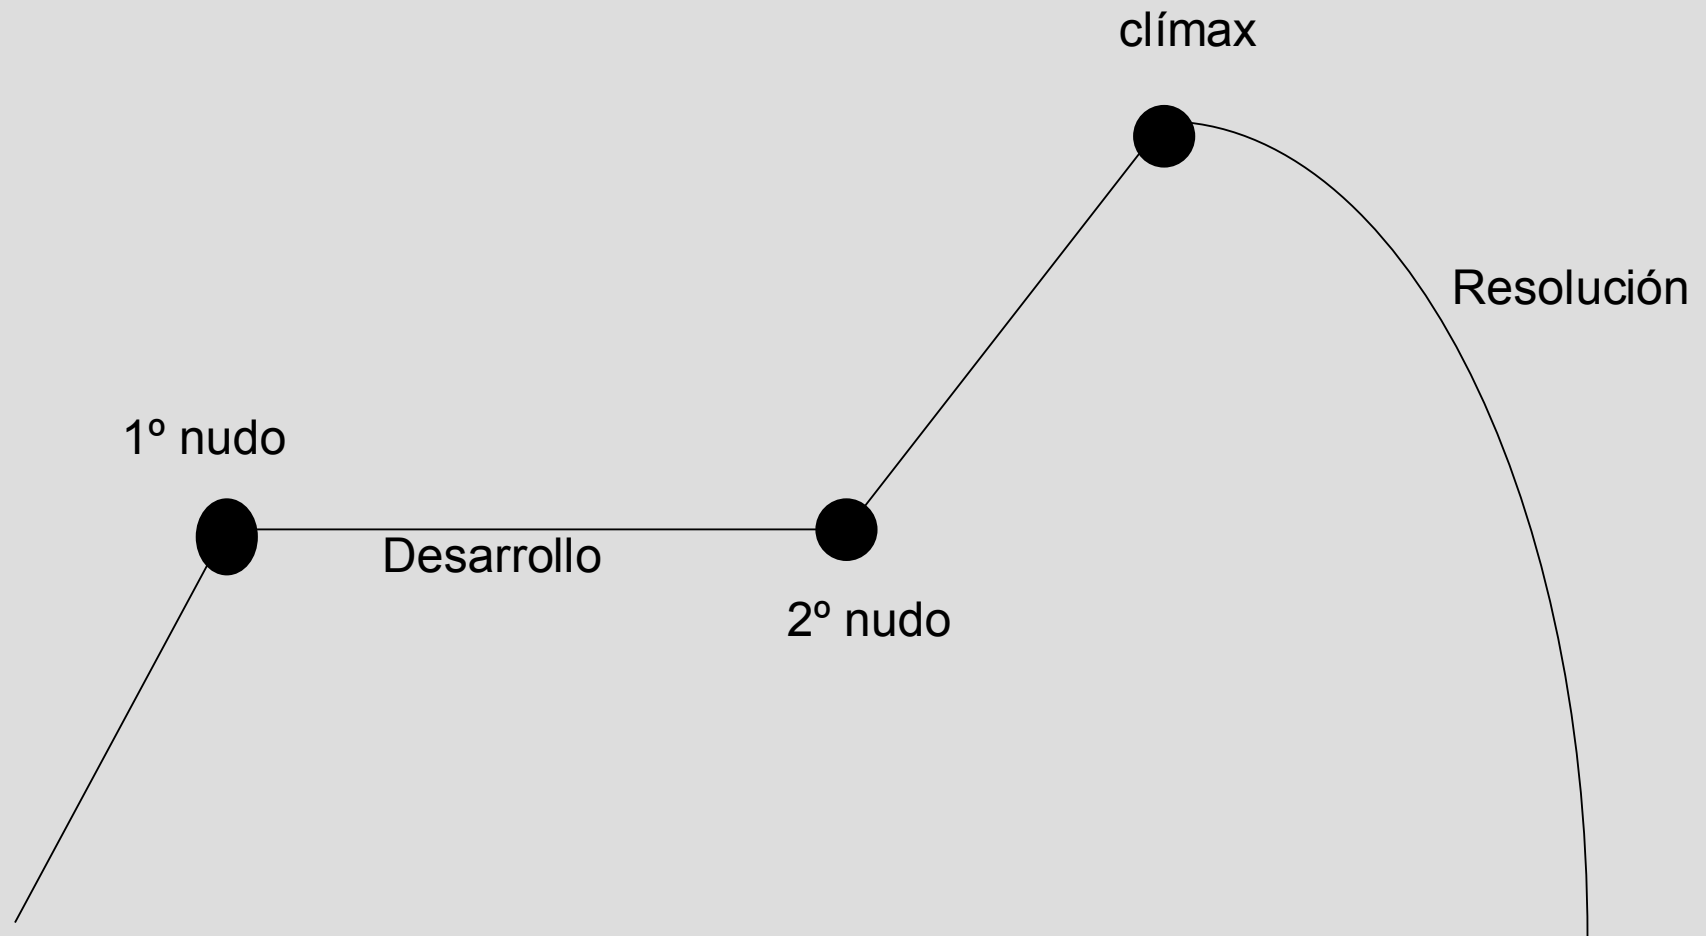 clímax
Resolución
1º nudo
Desarrollo
2º nudo